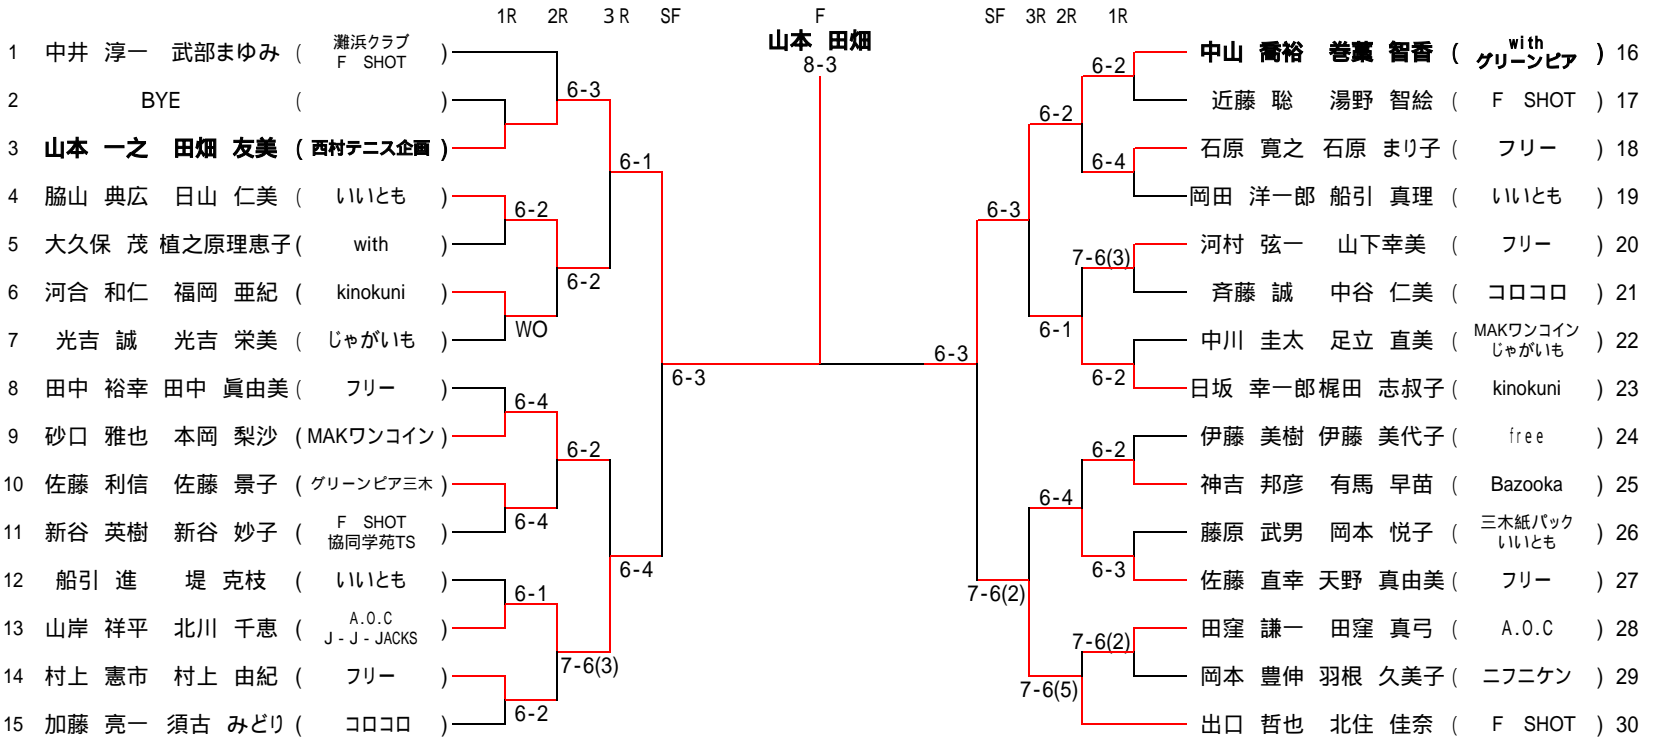 1R 2R 3R SF F SF 3R 2R 1R
山本 田畑
8-3
1 中井 淳一 武部まゆみ ( 灘浜クラブ F SHOT )
2 BYE ( )
3 山本 一之 田畑 友美 ( 西村テニス企画 )
4 脇山 典広 日山 仁美 ( いいとも )
5 大久保 茂 植之原理恵子 ( with )
6 河合 和仁 福岡 亜紀 ( kinokuni )
7 光吉 誠 光吉 栄美 ( じゃがいも )
8 田中 裕幸 田中 眞由美 ( フリー )
9 砂口 雅也 本岡 梨沙 ( MAKワンコイン )
10 佐藤 利信 佐藤 景子 ( グリーンピア三木 )
11 新谷 英樹 新谷 妙子 ( F SHOT 協同学苑TS )
12 船引 進 堤 克枝 ( いいとも )
13 山岸 祥平 北川 千恵 ( A.O.C J-J-JACKS )
14 村上 憲市 村上 由紀 ( フリー )
15 加藤 亮一 須古 みどり ( コロコロ )
6-3
6-1
6-2
6-2
WO
6-3
6-4
6-2
6-4
6-4
6-1
7-6(3)
6-2
中山 喬裕 巻藁 智香 ( with グリーンピア ) 16
近藤 聡 湯野 智絵 ( F SHOT ) 17
石原 寛之 石原 まり子 ( フリー ) 18
岡田 洋一郎 船引 真理 ( いいとも ) 19
河村 弦一 山下幸美 ( フリー ) 20
斉藤 誠 中谷 仁美 ( コロコロ ) 21
中川 圭太 足立 直美 ( MAKワンコイン じゃがいも ) 22
日坂 幸一郎 梶田 志叔子 ( kinokuni ) 23
伊藤 美樹 伊藤 美代子 ( free ) 24
神吉 邦彦 有馬 早苗 ( Bazooka ) 25
藤原 武男 岡本 悦子 ( 三木紙パック いいとも ) 26
佐藤 直幸 天野 真由美 ( フリー ) 27
田窪 謙一 田窪 真弓 ( A.O.C ) 28
岡本 豊伸 羽根 久美子 ( ニフニケン ) 29
出口 哲也 北住 佳奈 ( F SHOT ) 30
6-2
6-2
6-4
6-3
7-6(3)
6-1
6-2
6-3
6-2
6-4
6-3
7-6(2)
7-6(2)
7-6(5)